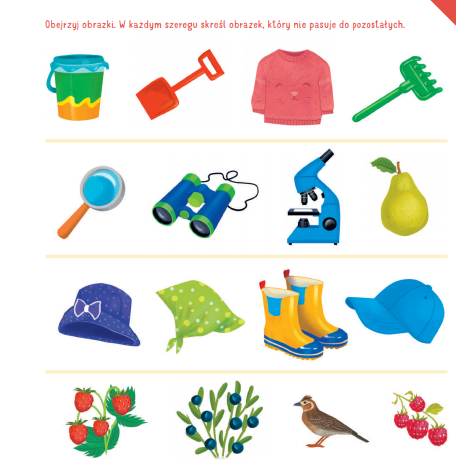 Obejrzyj obrazki. W każdym szeregu skreśl obrazek, który nie pasuje do pozostałych.